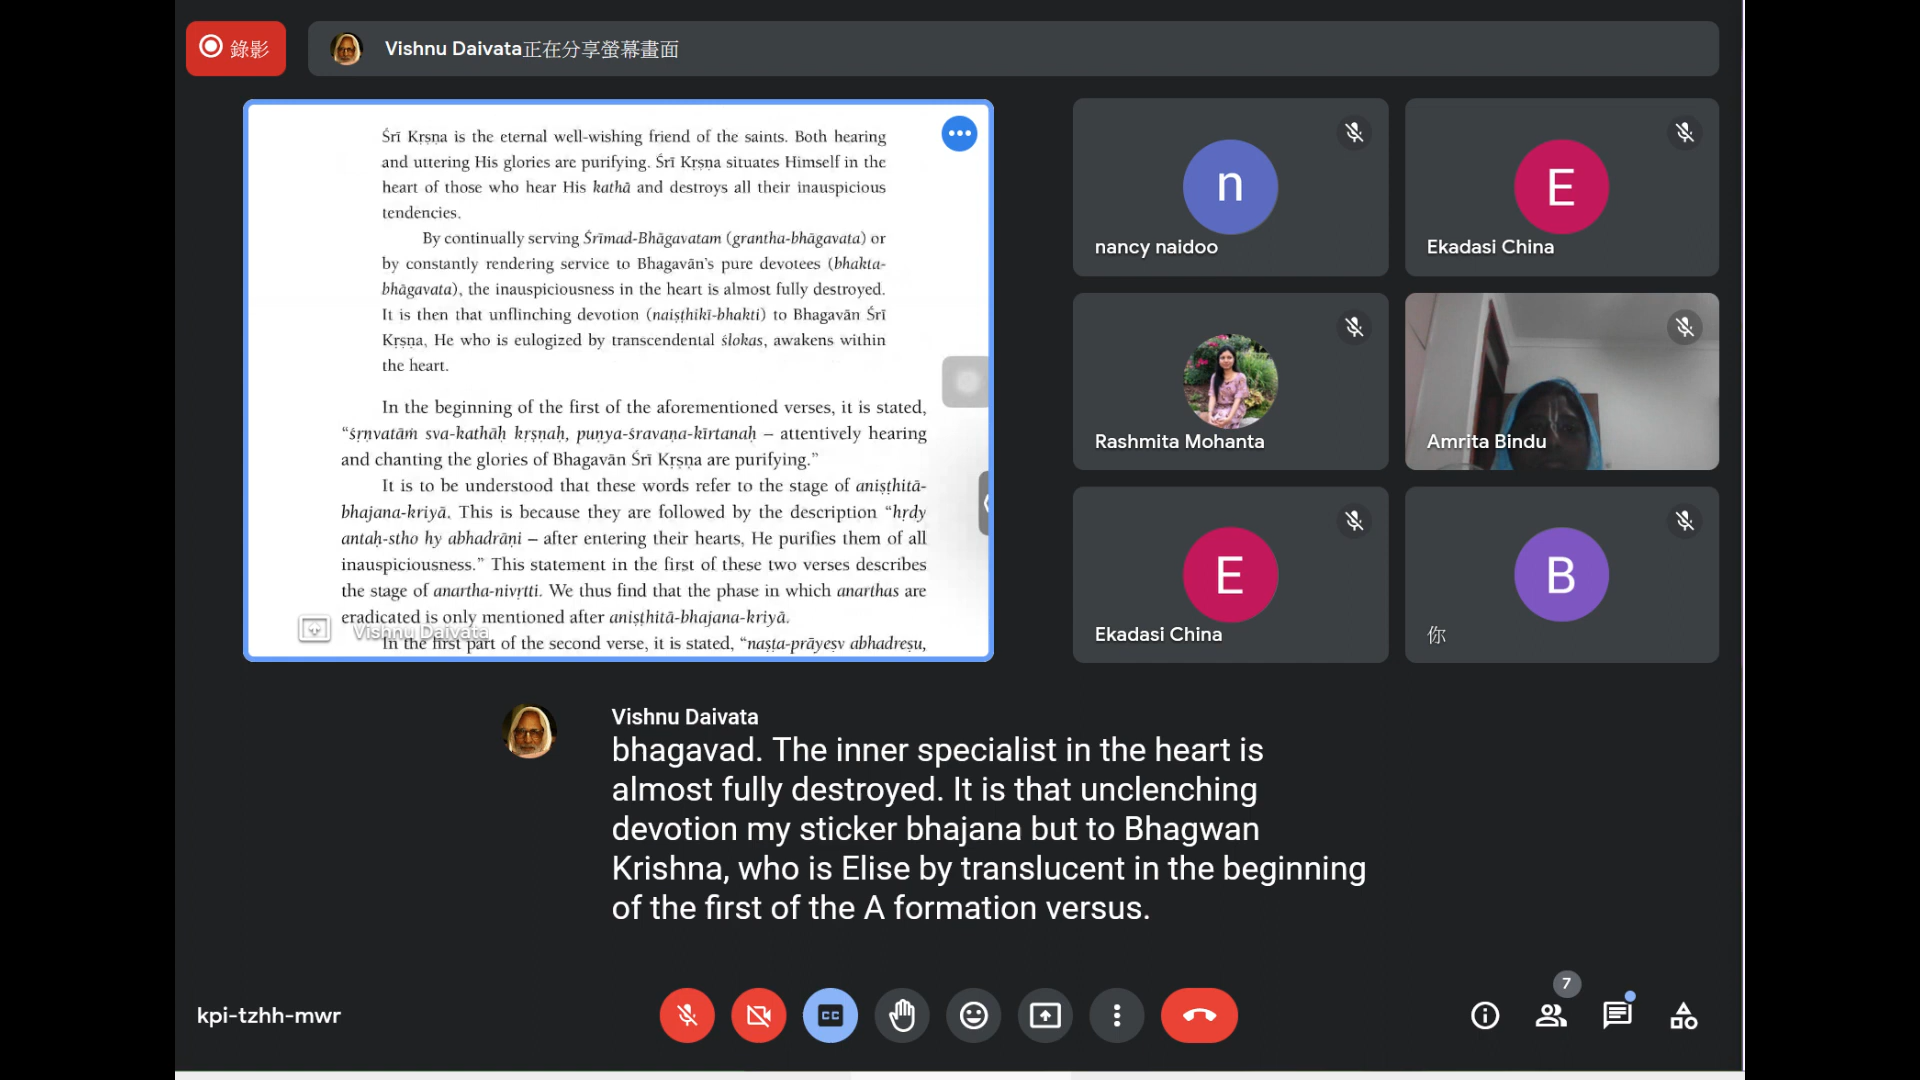 錄影
Vishnu Daivata正在分享螢幕畫面
Śrī Kṛṣṇa is the eternal well-wishing friend of the saints. Both hearing
and uttering His glories are purifying. Śrī Kṛṣṇa situates Himself in the
heart of those who hear His kathā and destroys all their inauspicious
tendencies.
By continually serving Śrīmad-Bhāgavatam (grantha-bhāgavata) or
by constantly rendering service to Bhagavān's pure devotees (bhakta-
bhāgavata), the inauspiciousness in the heart is almost fully destroyed.
It is then that unflinching devotion (naiṣṭhikī-bhakti) to Bhagavān Śrī
Kṛṣṇa, He who is eulogized by transcendental ślokas, awakens within
the heart.
In the beginning of the first of the aforementioned verses, it is stated,
“śṛṇvatāṁ sva-kathāḥ kṛṣṇaḥ, puṇya-śravaṇa-kīrtanaḥ – attentively hearing
and chanting the glories of Bhagavān Śrī Kṛṣṇa are purifying.”
It is to be understood that these words refer to the stage of aniṣṭhitā-
bhajana-kriyā. This is because they are followed by the description “hṛdy
antaḥ-stho hy abhadrāṇi – after entering their hearts, He purifies them of all
inauspiciousness.” This statement in the first of these two verses describes
the stage of anartha-nivṛtti. We thus find that the phase in which anarthas are
eradicated is only mentioned after aniṣṭhitā-bhajana-kriyā.
In the first part of the second verse, it is stated, “naṣṭa-prāyeṣv abhadreṣu,
Vishnu Daivata
n
nancy naidoo
E
Ekadasi China
Rashmita Mohanta
Amrita Bindu
E
Ekadasi China
B
你
Vishnu Daivata
bhagavad. The inner specialist in the heart is
almost fully destroyed. It is that unclenching
devotion my sticker bhajana but to Bhagwan
Krishna, who is Elise by translucent in the beginning
of the first of the A formation versus.
kpi-tzhh-mwr
CC
7